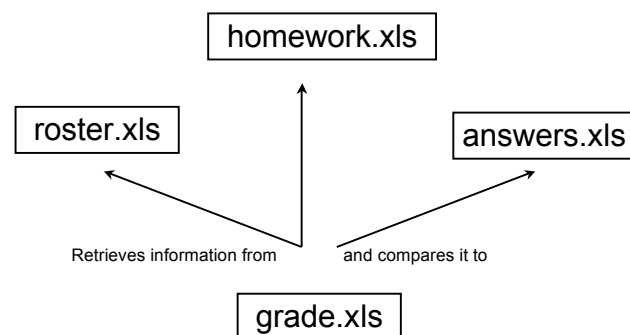 homework.xls
roster.xls
answers.xls
Retrieves information from
and compares it to
grade.xls